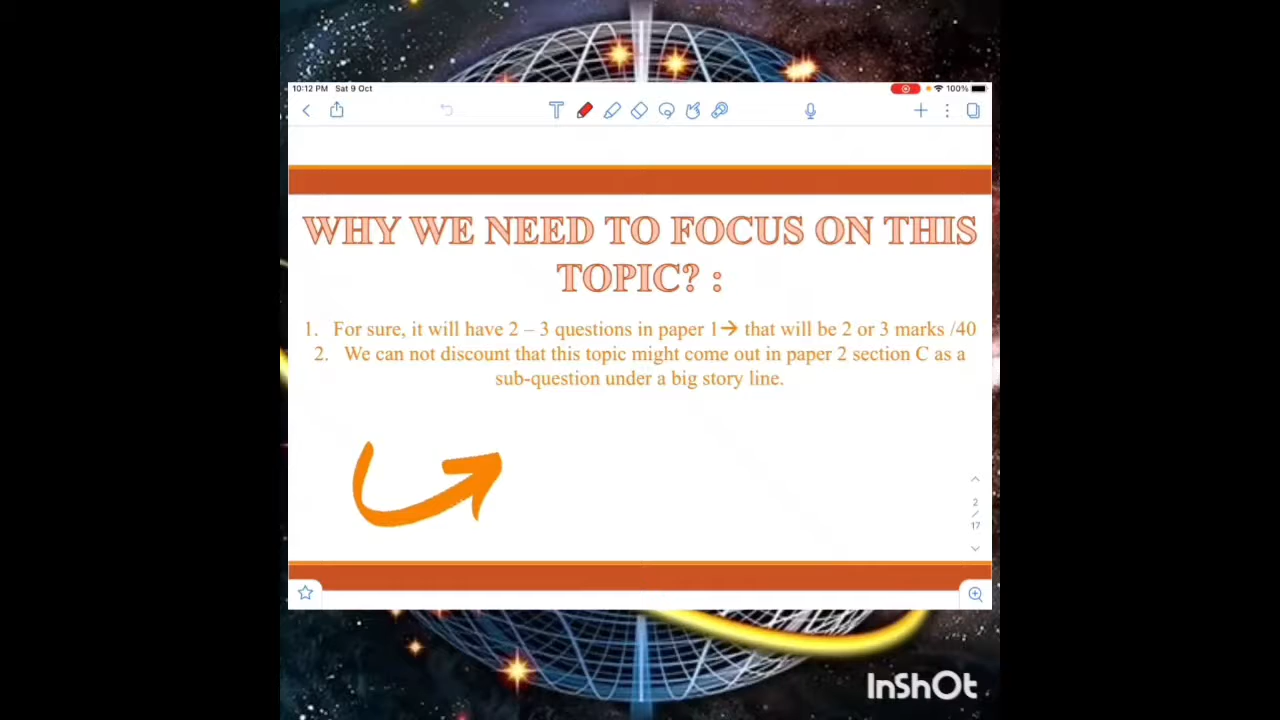 10:12 PM Sat 9 Oct
100%
WHY WE NEED TO FOCUS ON THIS
TOPIC? :
1. For sure, it will have 2 – 3 questions in paper 1→ that will be 2 or 3 marks /40
2. We can not discount that this topic might come out in paper 2 section C as a
sub-question under a big story line.
2
/
17
InShOt